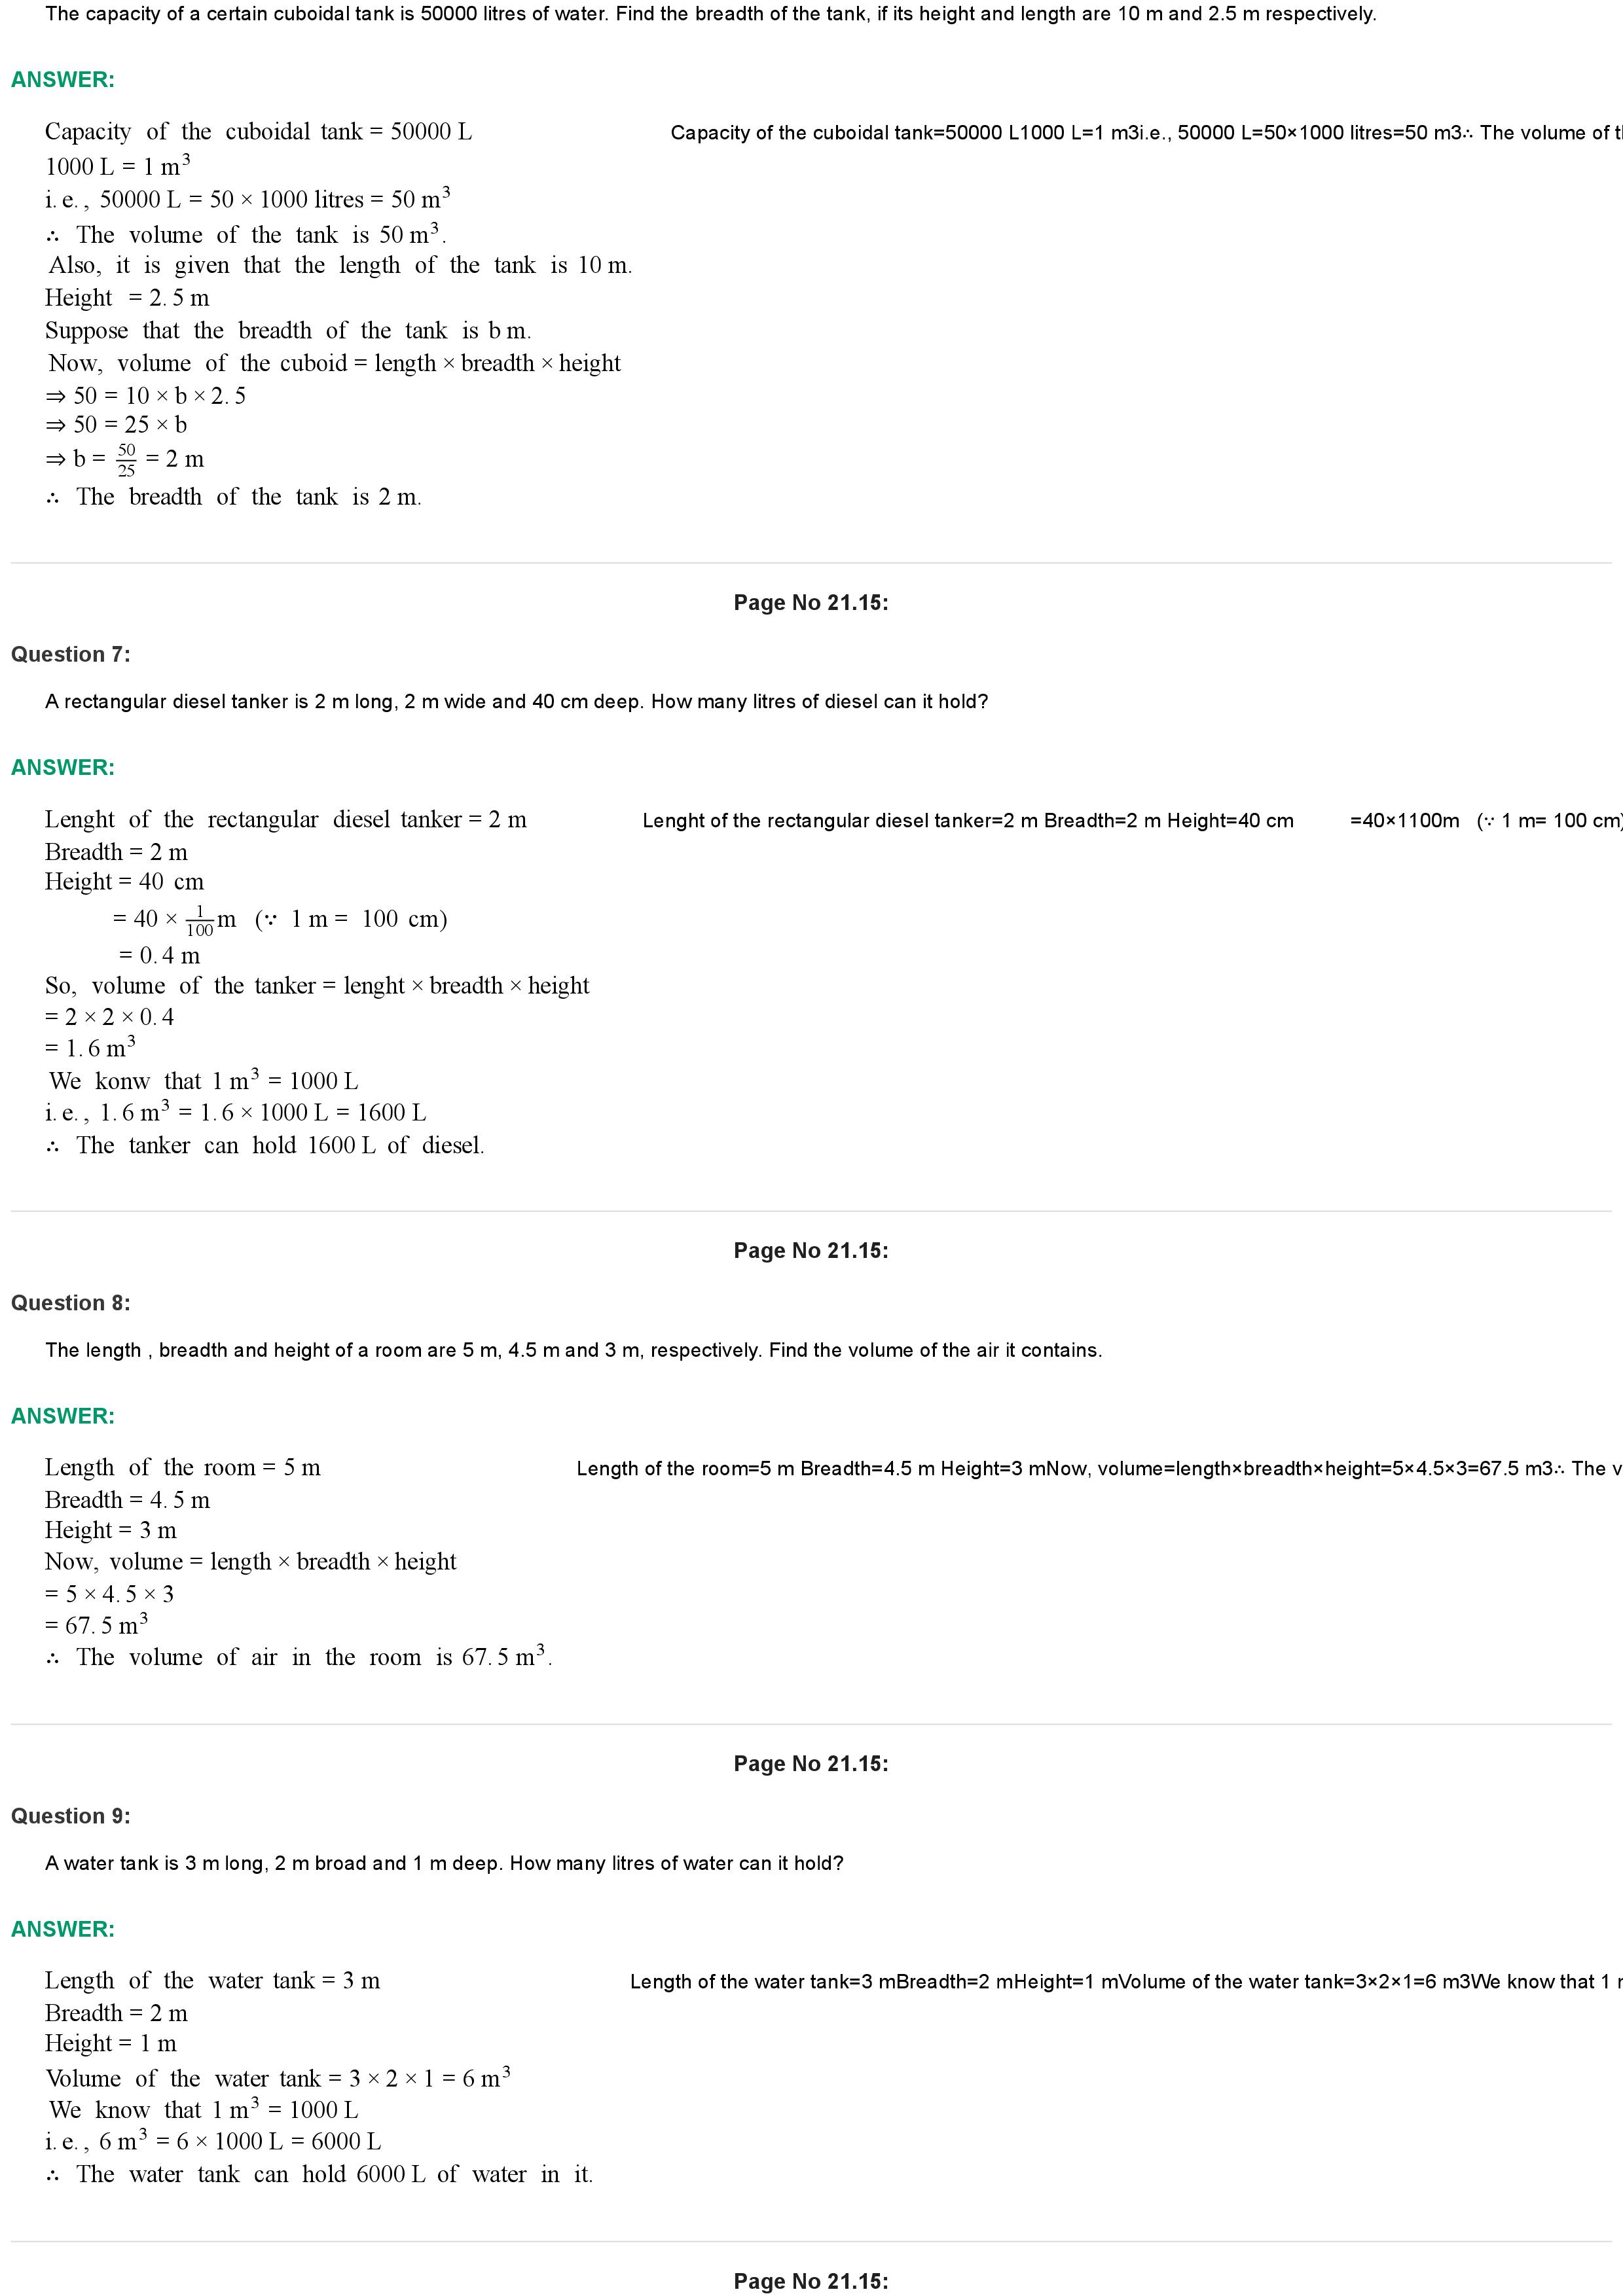 The capacity of a certain cuboidal tank is 50000 litres of water. Find the breadth of the tank, if its height and length are 10 m and 2.5 m respectively.
ANSWER:
Capacity of the cuboidal tank = 50000 L Capacity of the cuboidal tank=50000 L1000 L=1 m3i.e., 50000 L=50×1000 litres=50 m3∴ The volume of
1000 L = 1 m³
i. e. , 50000 L = 50 × 1000 litres = 50 m³
∴ The volume of the tank is 50 m³.
Also, it is given that the length of the tank is 10 m.
Height = 2. 5 m
Suppose that the breadth of the tank is b m.
Now, volume of the cuboid = length × breadth × height
⇒ 50 = 10 × b × 2. 5
⇒ 50 = 25 × b
⇒ b = 50/25 = 2 m
∴ The breadth of the tank is 2 m.
Page No 21.15:
Question 7:
A rectangular diesel tanker is 2 m long, 2 m wide and 40 cm deep. How many litres of diesel can it hold?
ANSWER:
Lenght of the rectangular diesel tanker = 2 m Lenght of the rectangular diesel tanker=2 m Breadth=2 m Height=40 cm =40×1100m (∵ 1 m= 100 cm)
Breadth = 2 m
Height = 40 cm
= 40 × 1/100 m (∵ 1 m = 100 cm)
= 0. 4 m
So, volume of the tanker = lenght × breadth × height
= 2 × 2 × 0. 4
= 1. 6 m³
We konw that 1 m³ = 1000 L
i. e. , 1. 6 m³ = 1. 6 × 1000 L = 1600 L
∴ The tanker can hold 1600 L of diesel.
Page No 21.15:
Question 8:
The length , breadth and height of a room are 5 m, 4.5 m and 3 m, respectively. Find the volume of the air it contains.
ANSWER:
Length of the room = 5 m Length of the room=5 m Breadth=4.5 m Height=3 mNow, volume=length×breadth×height=5×4.5×3=67.5 m3∴ The
Breadth = 4. 5 m
Height = 3 m
Now, volume = length × breadth × height
= 5 × 4. 5 × 3
= 67. 5 m³
∴ The volume of air in the room is 67. 5 m³.
Page No 21.15:
Question 9:
A water tank is 3 m long, 2 m broad and 1 m deep. How many litres of water can it hold?
ANSWER:
Length of the water tank = 3 m Length of the water tank=3 mBreadth=2 mHeight=1 mVolume of the water tank=3×2×1=6 m3We know that 1
Breadth = 2 m
Height = 1 m
Volume of the water tank = 3 × 2 × 1 = 6 m³
We know that 1 m³ = 1000 L
i. e. , 6 m³ = 6 × 1000 L = 6000 L
∴ The water tank can hold 6000 L of water in it.
Page No 21.15: